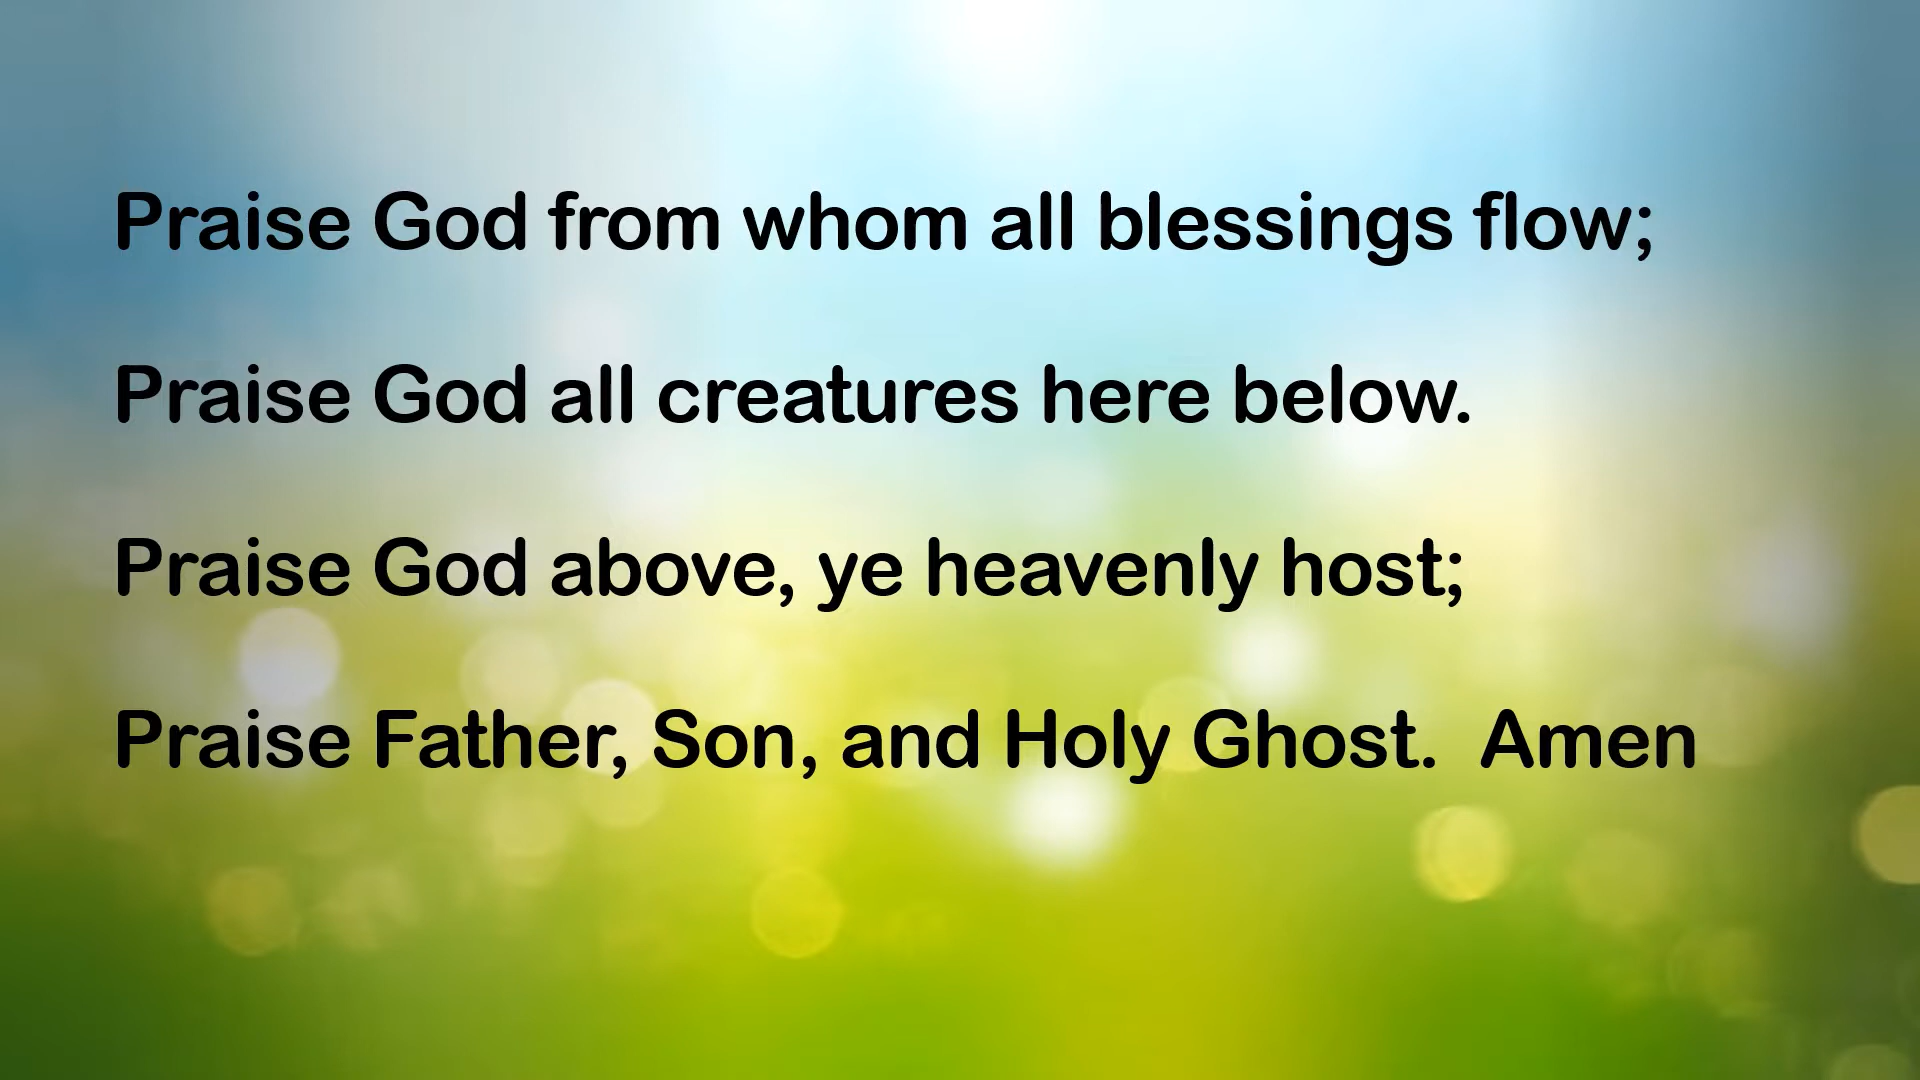 Praise God from whom all blessings flow;
Praise God all creatures here below.
Praise God above, ye heavenly host;
Praise Father, Son, and Holy Ghost.  Amen